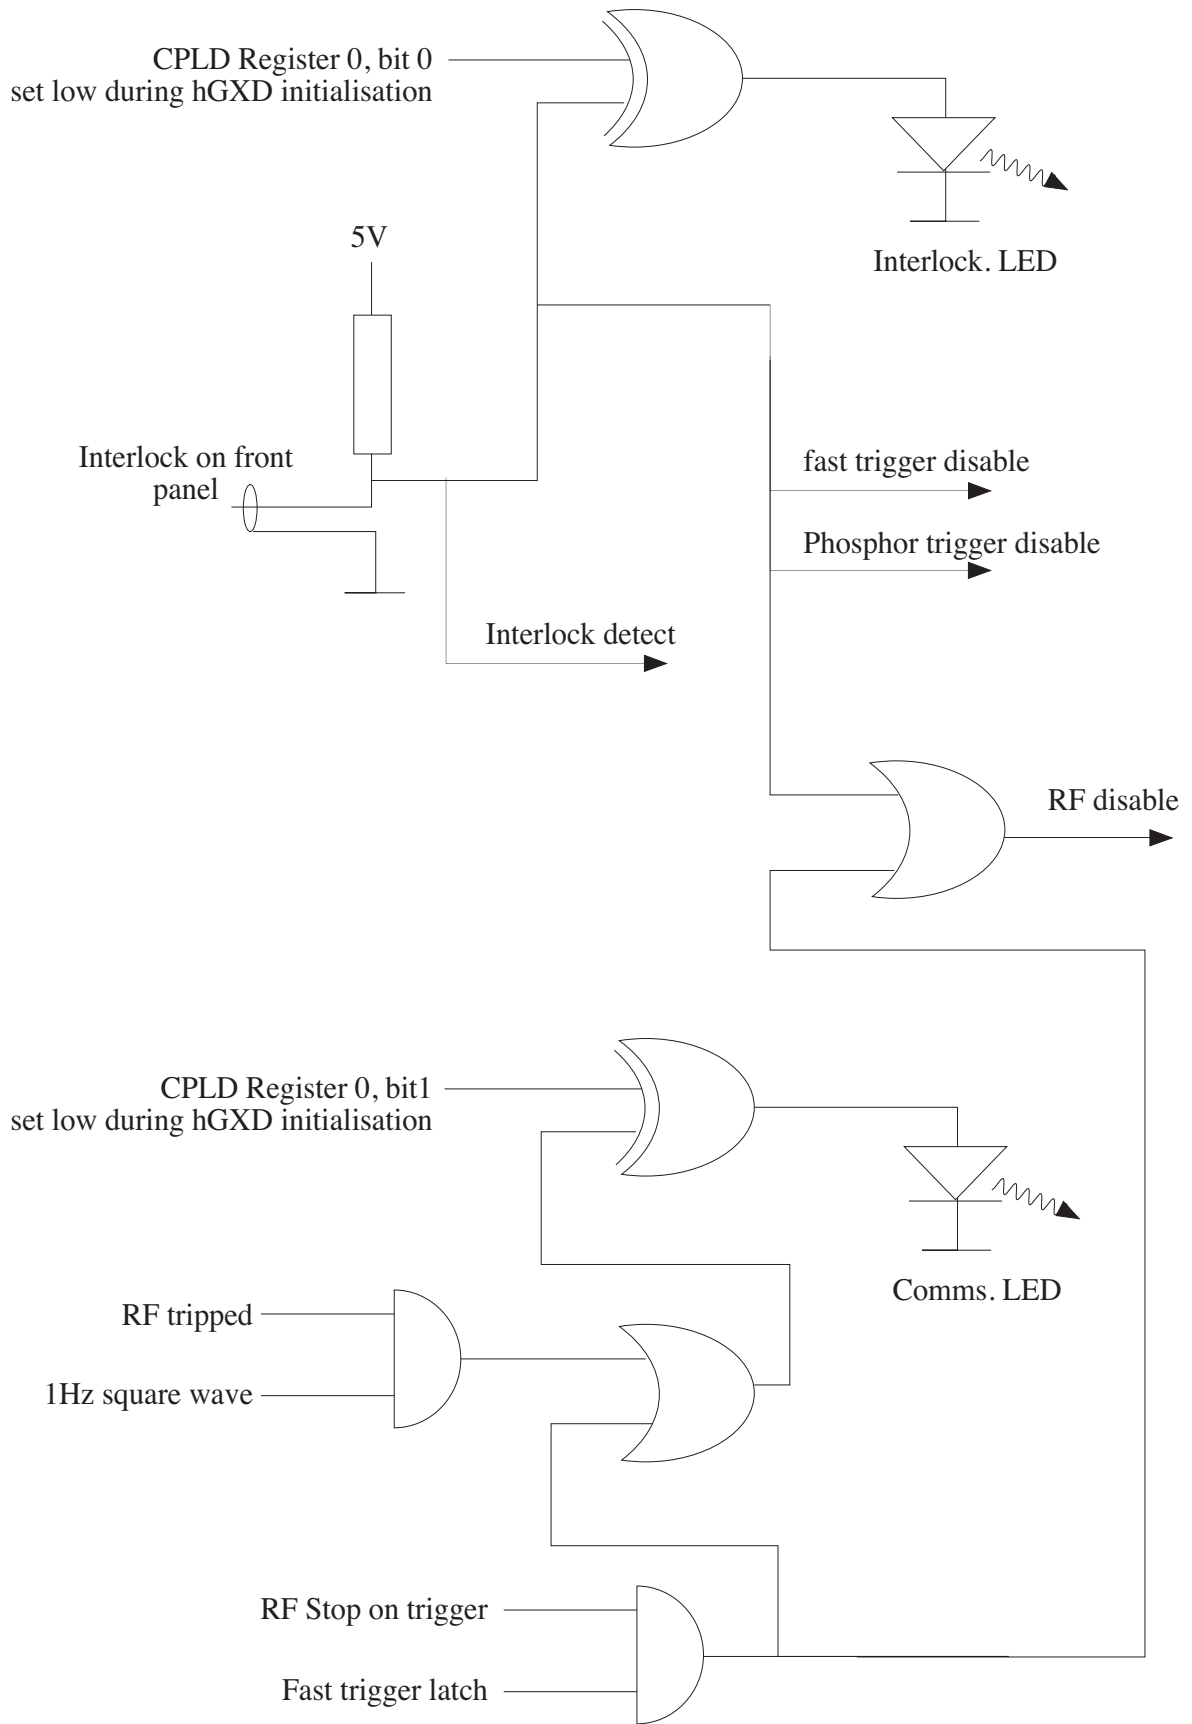 CPLD Register 0, bit 0
set low during hGXD initialisation
Interlock. LED
5V
Interlock on front
panel
fast trigger disable
Phosphor trigger disable
Interlock detect
RF disable
CPLD Register 0, bit1
set low during hGXD initialisation
Comms. LED
RF tripped
1Hz square wave
RF Stop on trigger
Fast trigger latch